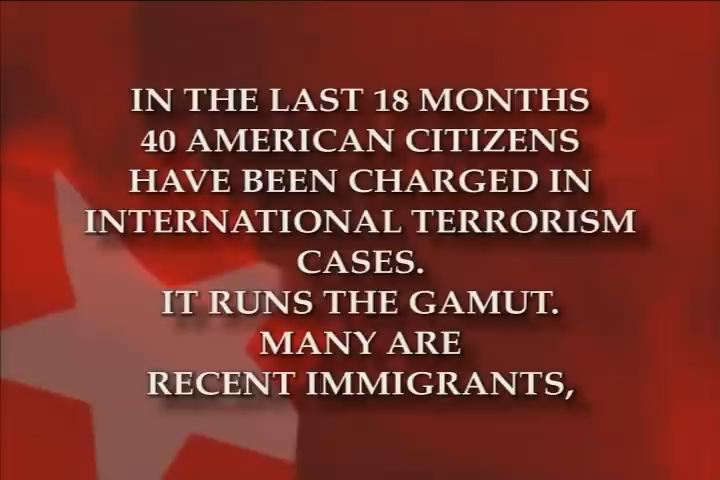 IN THE LAST 18 MONTHS
40 AMERICAN CITIZENS
HAVE BEEN CHARGED IN
INTERNATIONAL TERRORISM
CASES.
IT RUNS THE GAMUT.
MANY ARE
RECENT IMMIGRANTS,